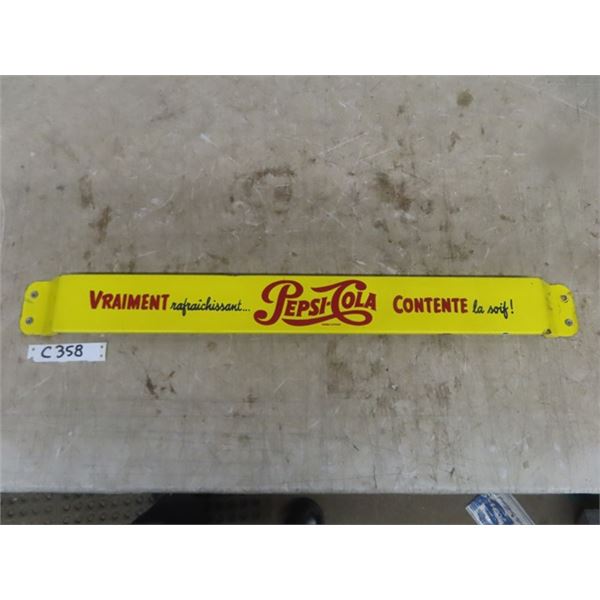 VRAIMENT rafraîchissant... PEPSI-COLA CONTENTE la soif!
C358